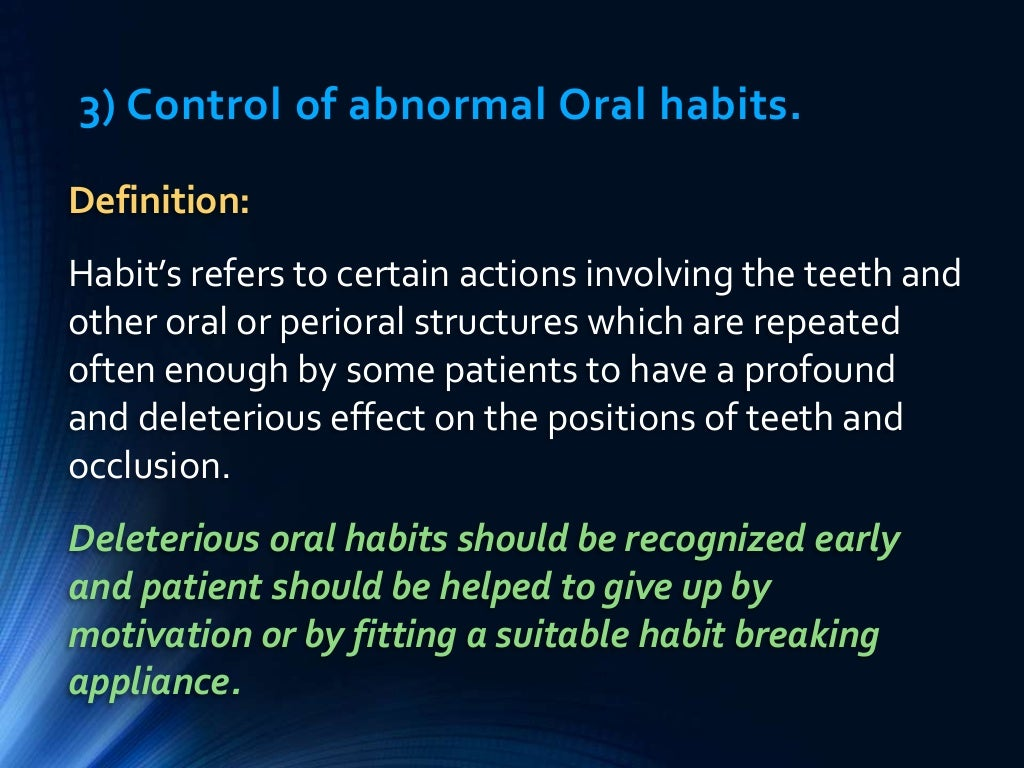 3) Control of abnormal Oral habits.
Definition:
Habit’s refers to certain actions involving the teeth and
other oral or perioral structures which are repeated
often enough by some patients to have a profound
and deleterious effect on the positions of teeth and
occlusion.
Deleterious oral habits should be recognized early
and patient should be helped to give up by
motivation or by fitting a suitable habit breaking
appliance.